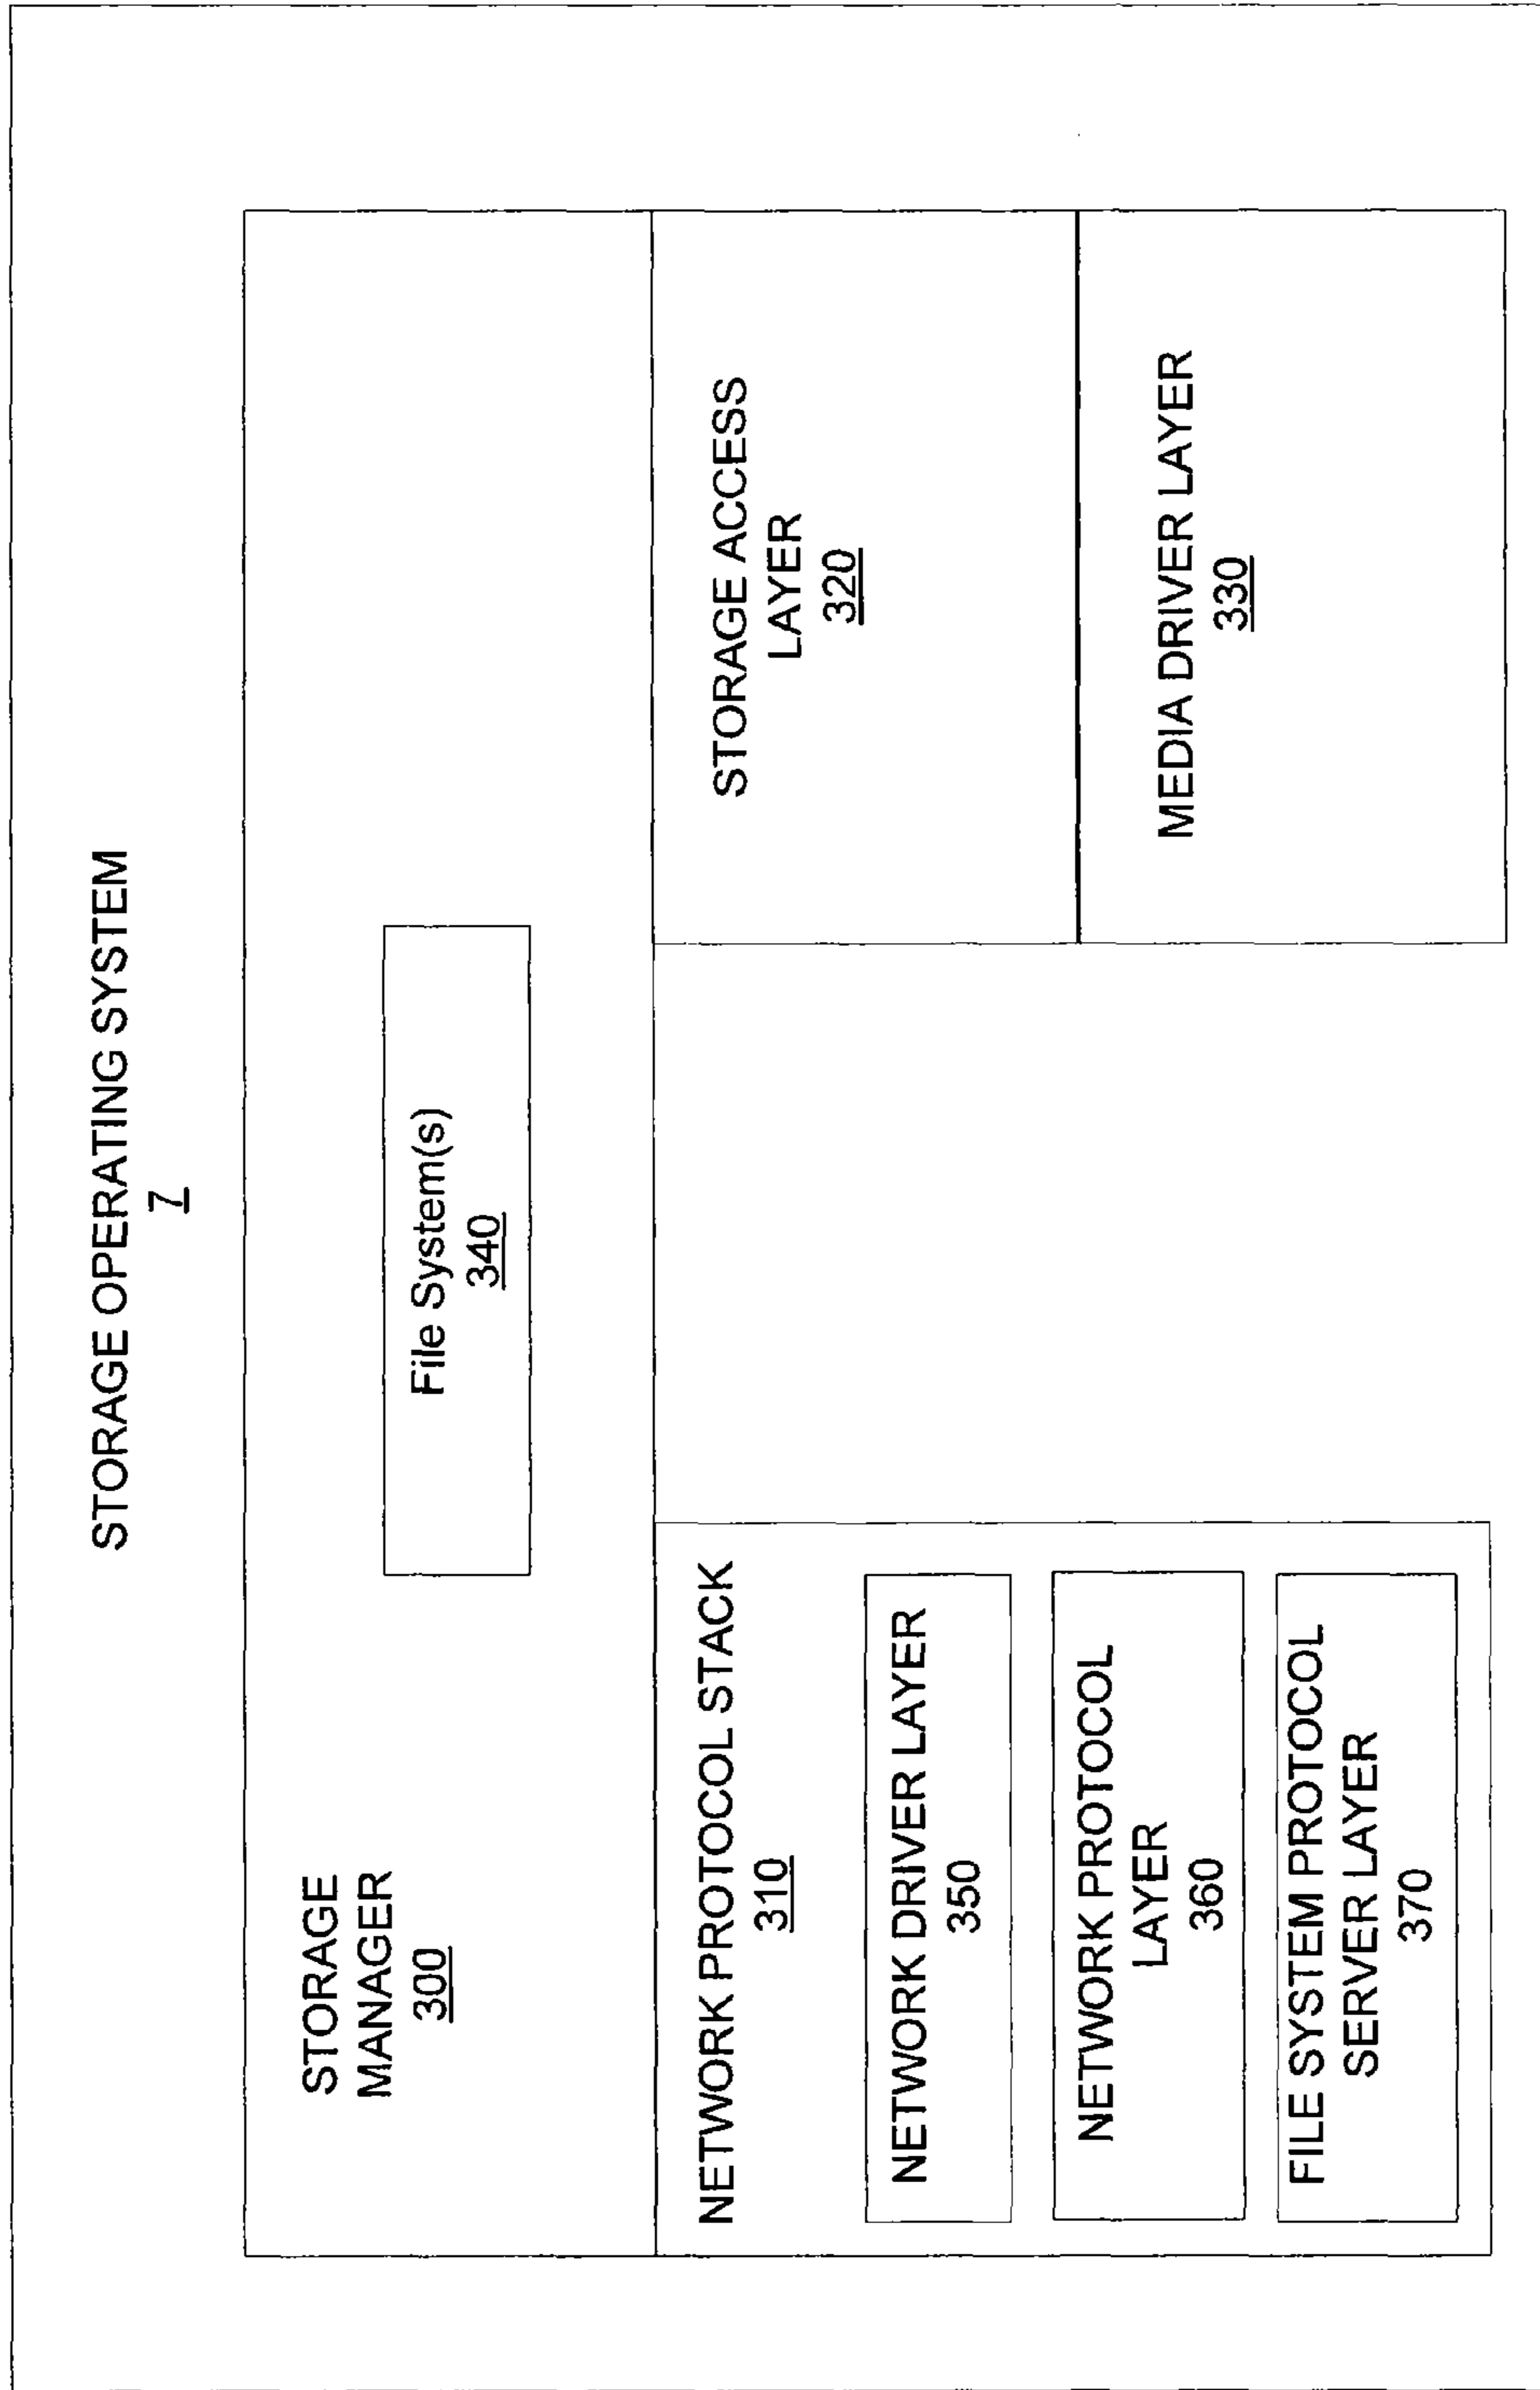 STORAGE OPERATING SYSTEM
7
STORAGE
MANAGER
300
File System(s)
340
NETWORK PROTOCOL STACK
310
NETWORK DRIVER LAYER
350
NETWORK PROTOCOL
LAYER
360
FILE SYSTEM PROTOCOL
SERVER LAYER
370
STORAGE ACCESS
LAYER
320
MEDIA DRIVER LAYER
330